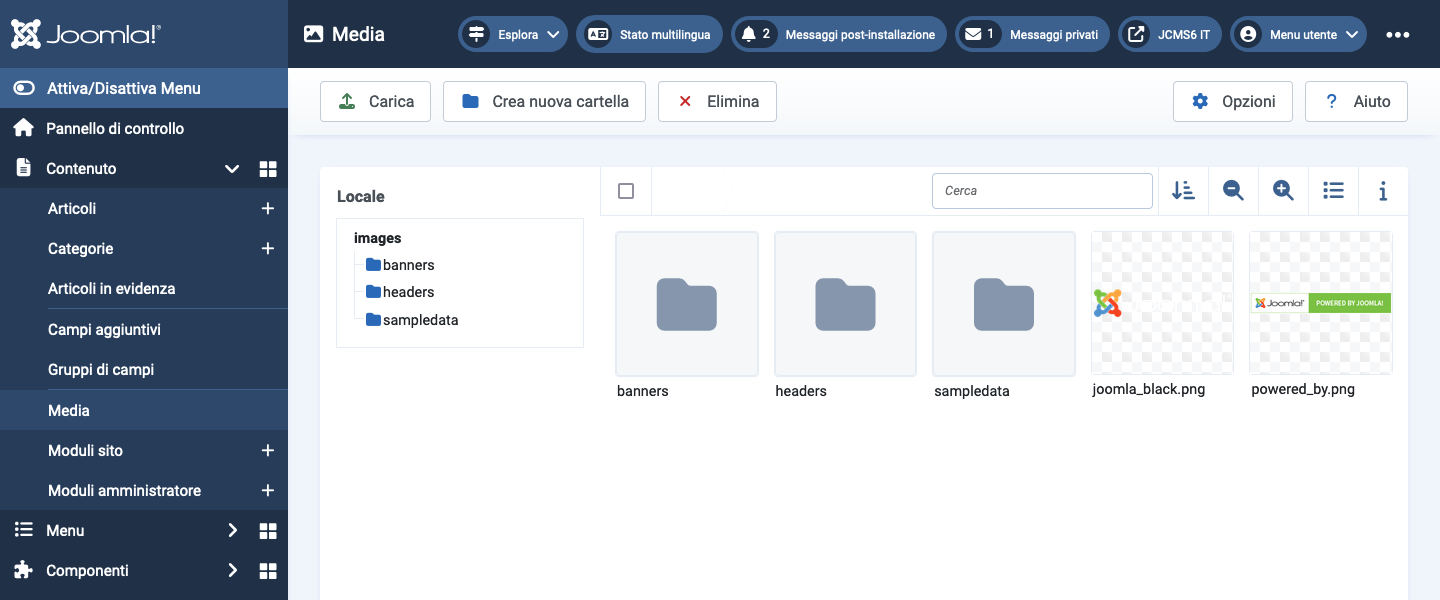 Joomla!®
Media
Esplora
Stato multilingua
2 Messaggi post-installazione
1 Messaggi privati
JCMS6 IT
Menu utente
Attiva/Disattiva Menu
Pannello di controllo
Contenuto
Articoli
Categorie
Articoli in evidenza
Campi aggiuntivi
Gruppi di campi
Media
Moduli sito
Moduli amministratore
Menu
Componenti
Carica
Crea nuova cartella
Elimina
Opzioni
? Aiuto
Locale
images
banners
headers
sampledata
Cerca
banners
headers
sampledata
joomla_black.png
Joomla!® POWERED BY JOOMLA!
powered_by.png